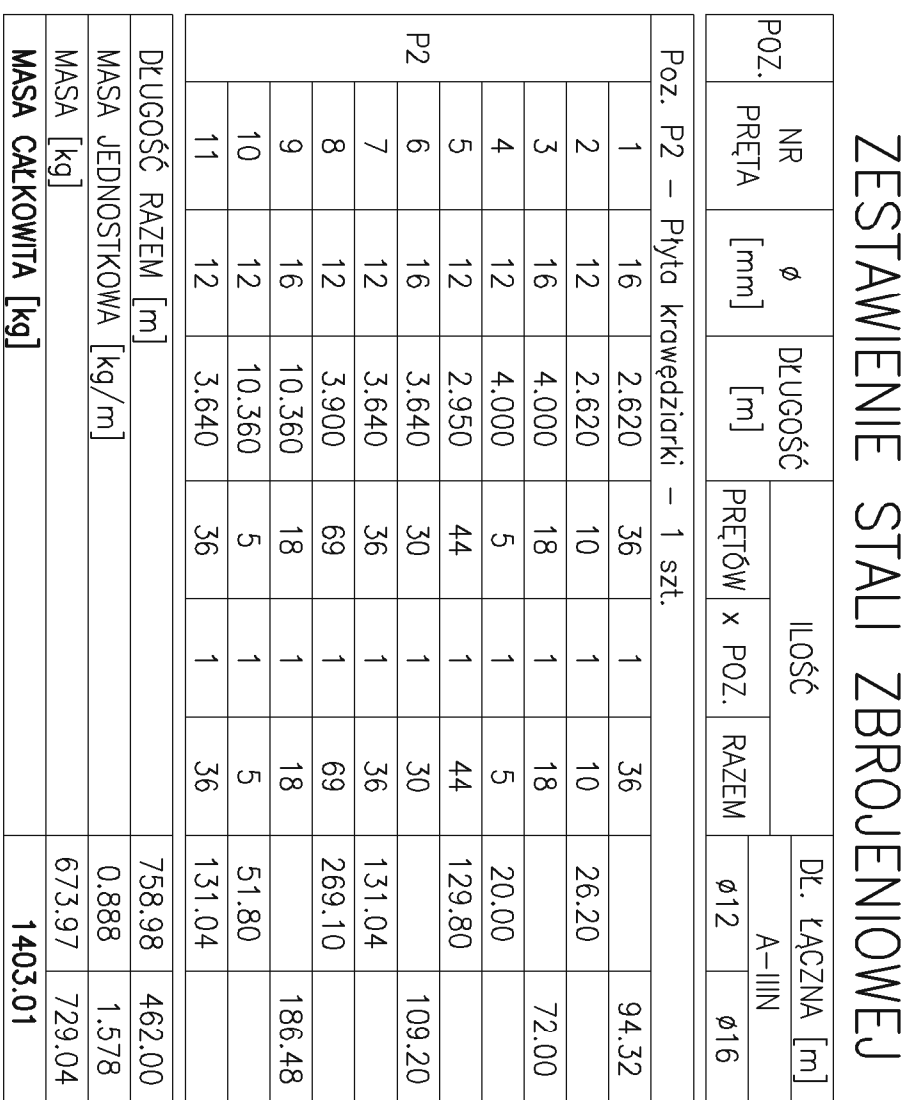 ZESTAWIENIE STALI ZBROJENIOWEJ
POZ. NR PRĘTA ø [mm] DŁUGOŚĆ [m] ILOŚĆ DŁ. ŁĄCZNA [m]
A-IIIN
PRĘTÓW x POZ. RAZEM ø12 ø16
Poz. P2 – Płyta krawędziarki – 1 szt.
P2
1 16 2.620 36 1 36 94.32
2 12 2.620 10 1 10 26.20
3 16 4.000 18 1 18 72.00
4 12 4.000 5 1 5 20.00
5 12 2.950 44 1 44 129.80
6 16 3.640 30 1 30 109.20
7 12 3.640 36 1 36 131.04
8 12 3.900 69 1 69 269.10
9 16 10.360 18 1 18 186.48
10 12 10.360 5 1 5 51.80
11 12 3.640 36 1 36 131.04
DŁUGOŚĆ RAZEM [m] 758.98 462.00
MASA JEDNOSTKOWA [kg/m] 0.888 1.578
MASA [kg] 673.97 729.04
MASA CAŁKOWITA [kg] 1403.01